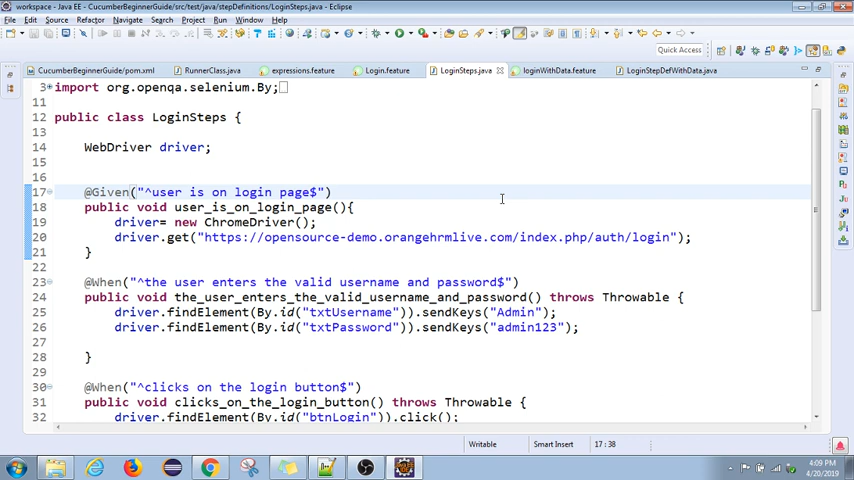 workspace - Java EE - CucumberBeginnerGuide/src/test/java/stepDefinitions/LoginSteps.java - Eclipse
File Edit Source Refactor Navigate Search Project Run Window Help
Quick Access
CucumberBeginnerGuide/pom.xml RunnerClass.java expressions.feature Login.feature LoginSteps.java loginWithData.feature LoginStepDefWithData.java
3 import org.openqa.selenium.By;
11
12 public class LoginSteps {
13
14 WebDriver driver;
15
16
17 @Given("^user is on login page$")
18 public void user_is_on_login_page(){
19 driver= new ChromeDriver();
20 driver.get("https://opensource-demo.orangehrmlive.com/index.php/auth/login");
21 }
22
23 @When("^the user enters the valid username and password$")
24 public void the_user_enters_the_valid_username_and_password() throws Throwable {
25 driver.findElement(By.id("txtUsername")).sendKeys("Admin");
26 driver.findElement(By.id("txtPassword")).sendKeys("admin123");
27
28 }
29
30 @When("^clicks on the login button$")
31 public void clicks_on_the_login_button() throws Throwable {
32 driver.findElement(By.id("btnLogin")).click();
Writable Smart Insert 17 : 38
4:09 PM
4/20/2019